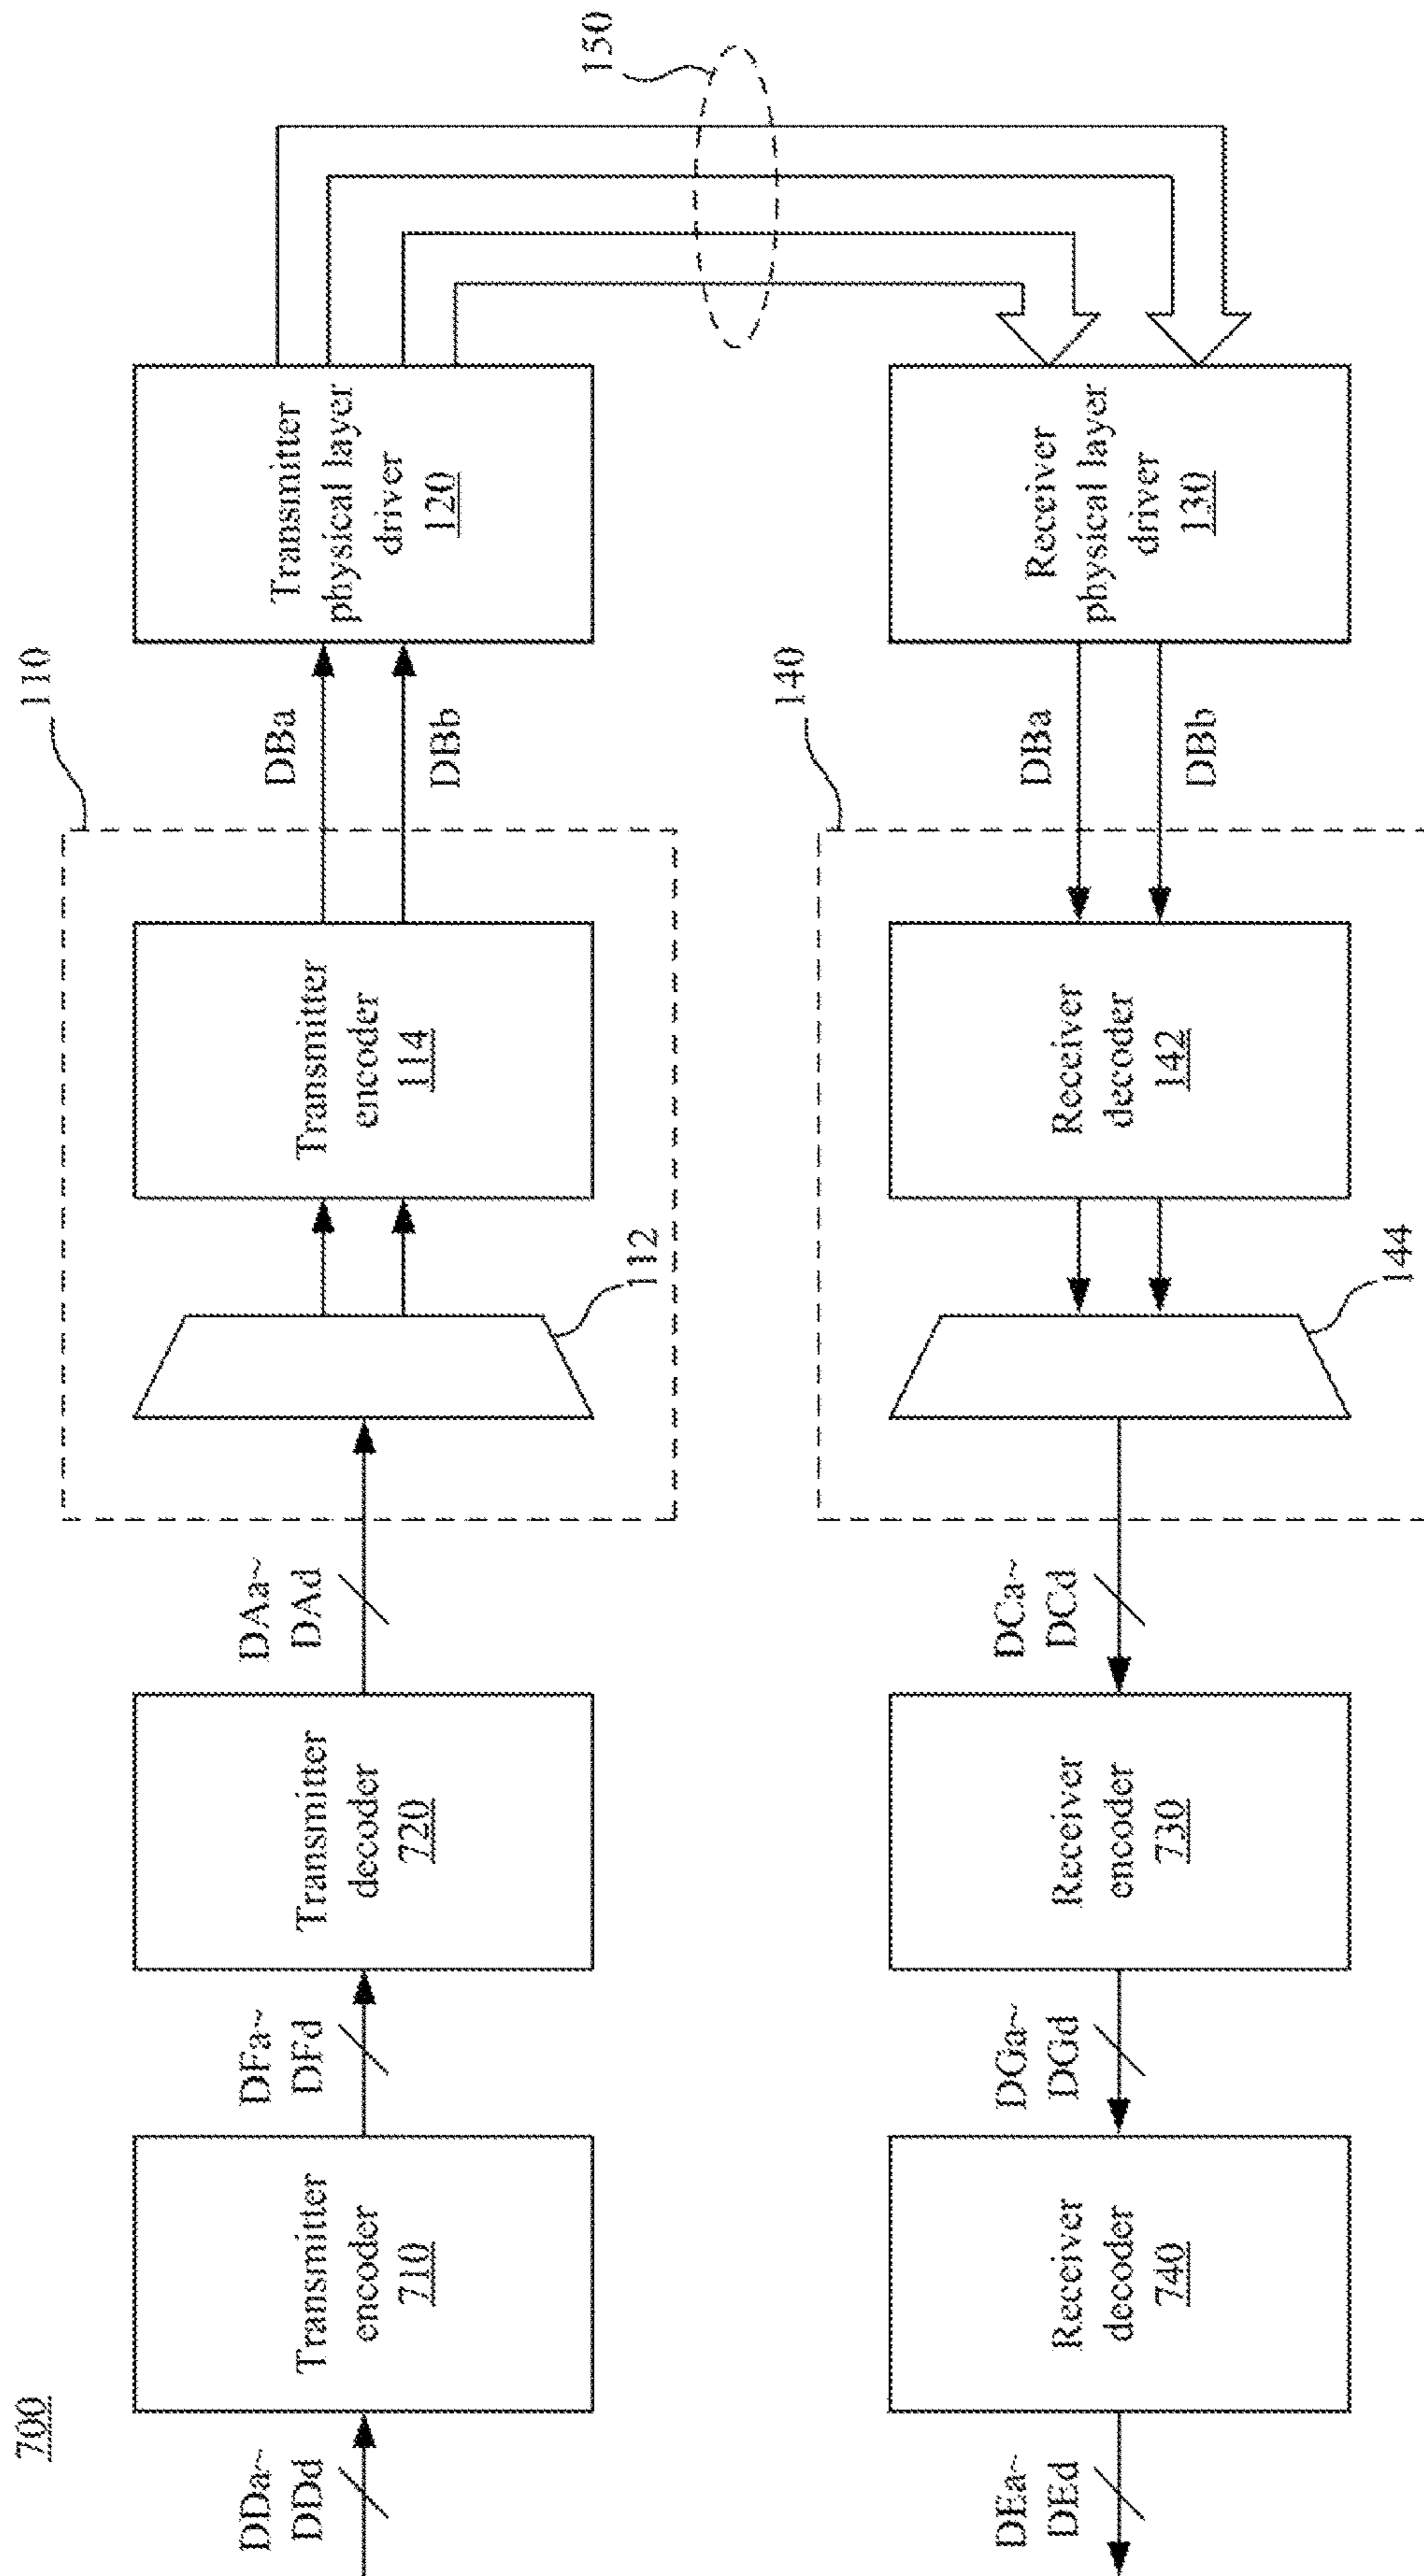 700
DDa~
DDd
Transmitter
encoder
710
DFa~
DFd
Transmitter
decoder
720
DAa~
DAd
112
Transmitter
encoder
114
110
DBa
DBb
Transmitter
physical layer
driver
120
150
DEa~
DEd
Receiver
decoder
740
DGa~
DGd
Receiver
encoder
730
DCa~
DCd
144
Receiver
decoder
142
140
DBa
DBb
Receiver
physical layer
driver
130